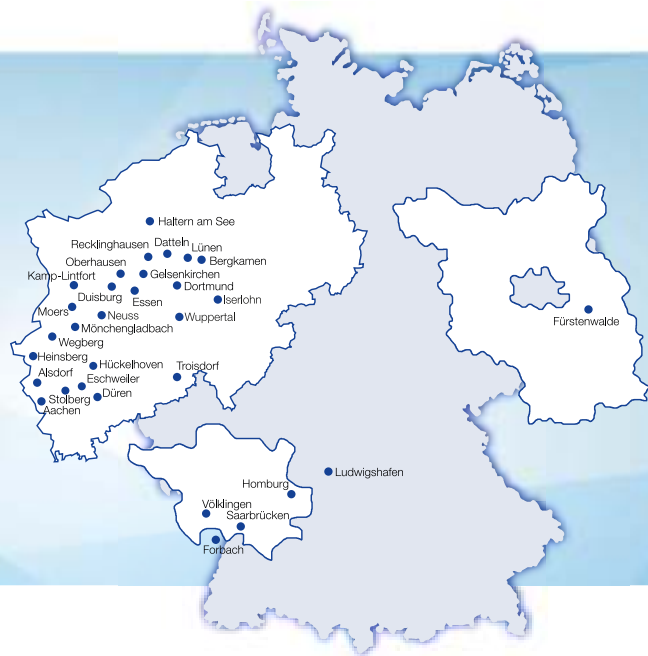 Haltern am See
Recklinghausen
Datteln
Lünen
Bergkamen
Oberhausen
Gelsenkirchen
Kamp-Lintfort
Dortmund
Duisburg
Essen
Iserlohn
Moers
Neuss
Wuppertal
Mönchengladbach
Wegberg
Heinsberg
Hückelhoven
Troisdorf
Alsdorf
Eschweiler
Stolberg
Düren
Aachen
Fürstenwalde
Ludwigshafen
Homburg
Völklingen
Saarbrücken
Forbach